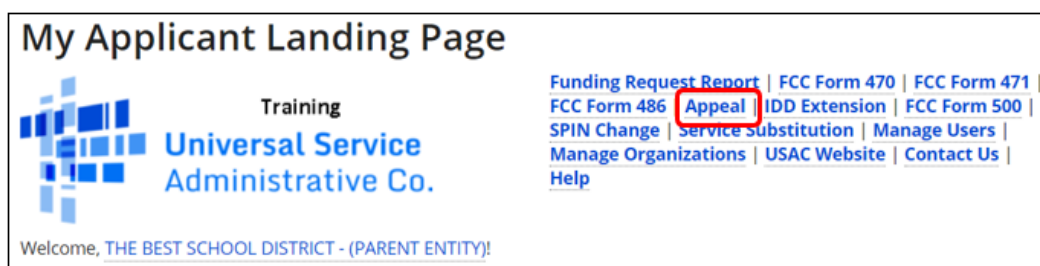 My Applicant Landing Page
Training
Universal Service
Administrative Co.
Funding Request Report | FCC Form 470 | FCC Form 471 |
FCC Form 486 | Appeal | IDD Extension | FCC Form 500 |
SPIN Change | Service Substitution | Manage Users |
Manage Organizations | USAC Website | Contact Us |
Help
Welcome, THE BEST SCHOOL DISTRICT - (PARENT ENTITY)!